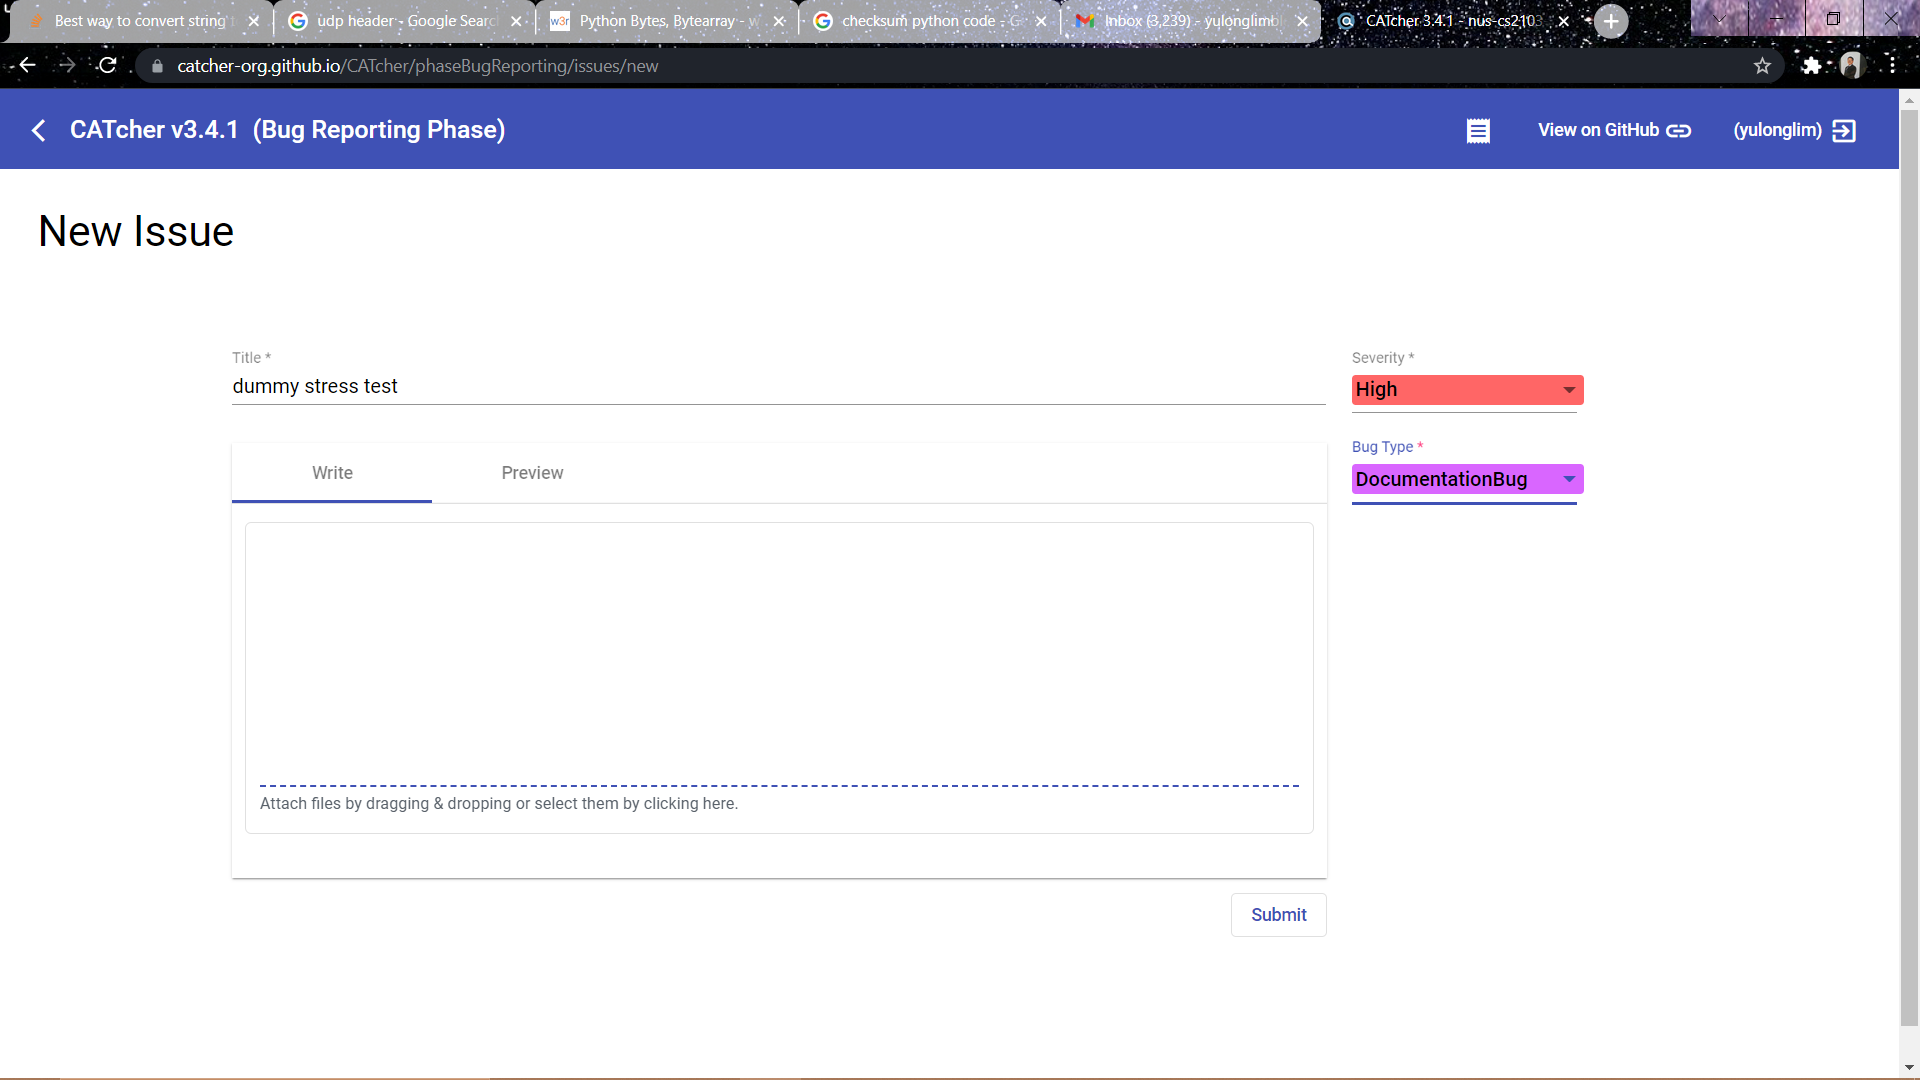 Best way to convert string
udp header - Google Searc
w3r Python Bytes, Bytearray - w
checksum python code - G
Inbox (3,239) - yulonglimb
CATcher 3.4.1 - nus-cs2103
catcher-org.github.io/CATcher/phaseBugReporting/issues/new
CATcher v3.4.1 (Bug Reporting Phase)
View on GitHub
(yulonglim)
New Issue
Title *
dummy stress test
Severity *
High
Bug Type *
DocumentationBug
Write
Preview
Attach files by dragging & dropping or select them by clicking here.
Submit